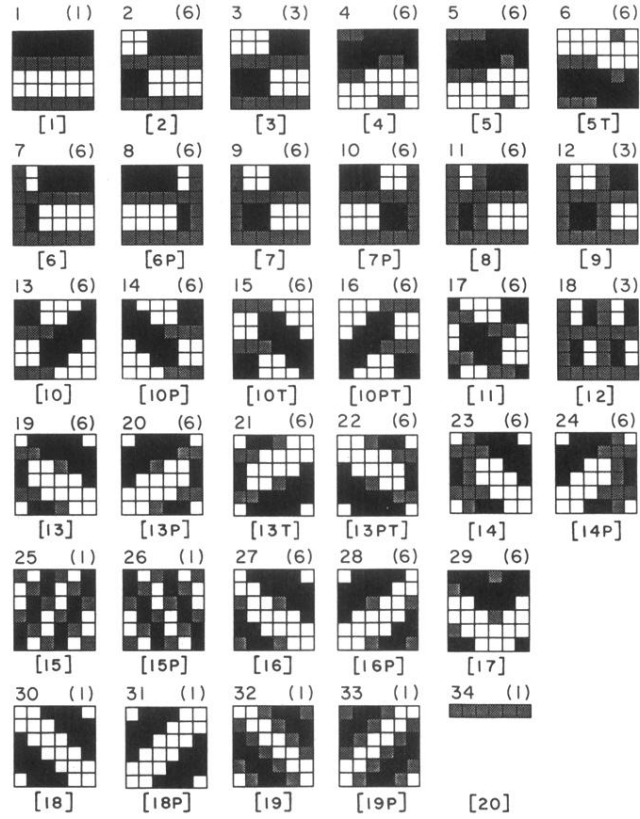 1 (1) 2 (6) 3 (3) 4 (6) 5 (6) 6 (6)
[1] [2] [3] [4] [5] [5T]
7 (6) 8 (6) 9 (6) 10 (6) 11 (6) 12 (3)
[6] [6P] [7] [7P] [8] [9]
13 (6) 14 (6) 15 (6) 16 (6) 17 (6) 18 (3)
[10] [10P] [10T] [10PT] [11] [12]
19 (6) 20 (6) 21 (6) 22 (6) 23 (6) 24 (6)
[13] [13P] [13T] [13PT] [14] [14P]
25 (1) 26 (1) 27 (6) 28 (6) 29 (6)
[15] [15P] [16] [16P] [17]
30 (1) 31 (1) 32 (1) 33 (1) 34 (1)
[18] [18P] [19] [19P] [20]